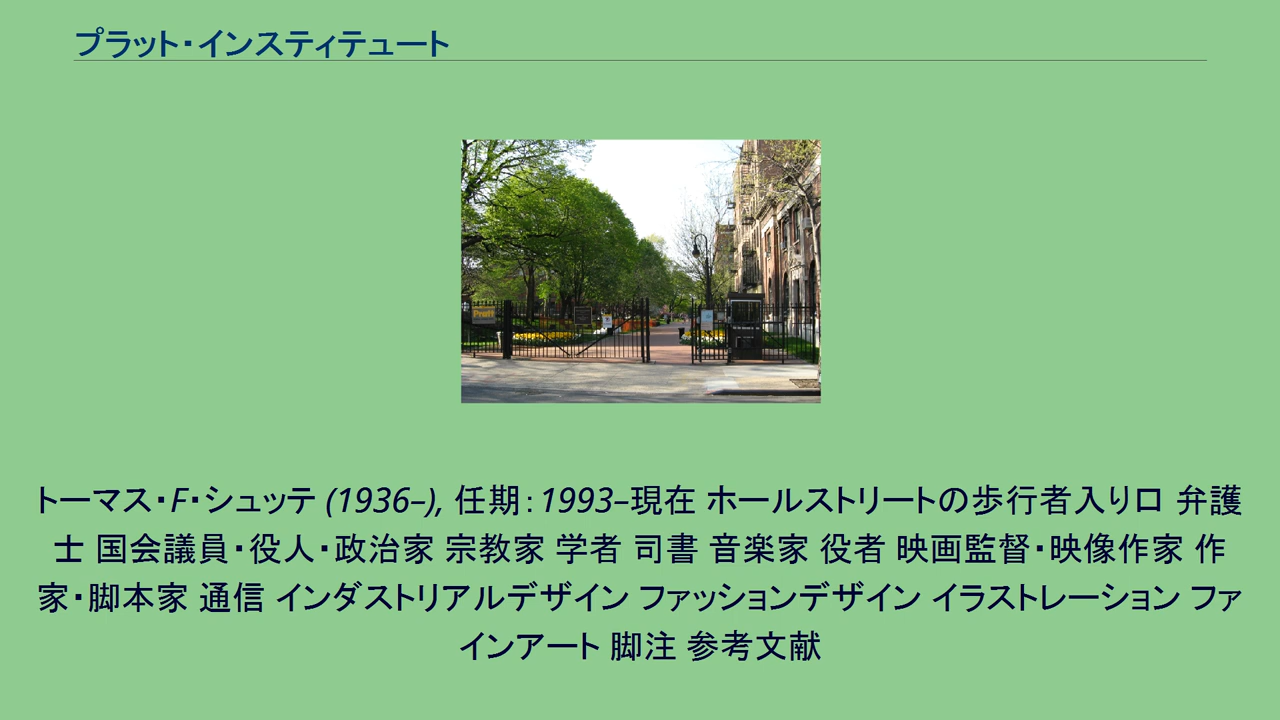 プラット・インスティテュート
Pratt
トーマス・F・シュッテ (1936–), 任期：1993–現在 ホールストリートの歩行者入り口 弁護
士 国会議員・役人・政治家 宗教家 学者 司書 音楽家 役者 映画監督・映像作家 作
家・脚本家 通信 インダストリアルデザイン ファッションデザイン イラストレーション ファ
インアート 脚注 参考文献